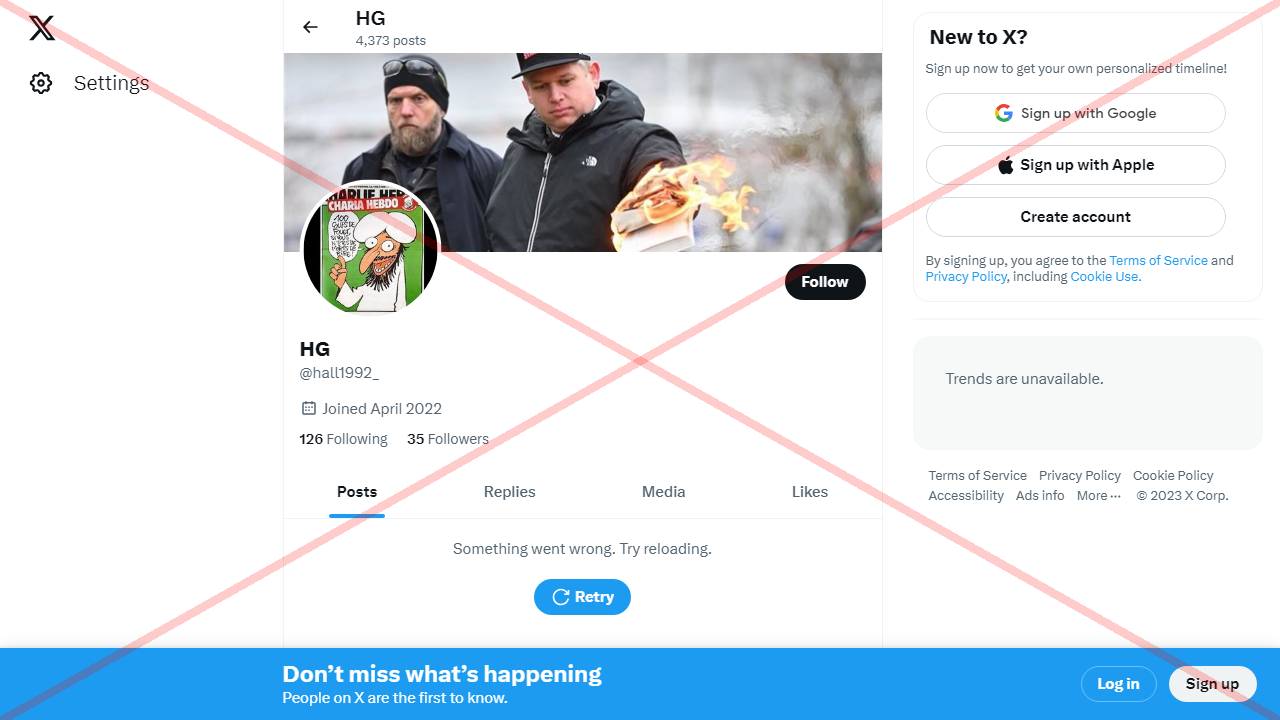 HG
4,373 posts
Settings
CHARLIE HEB
CHARIA HEBDO
100
COUPS DE
FOUET,
SI VOUS
N'ÊTES PAS
MORTS DE
RIRE!
Follow
HG
@hall1992_
Joined April 2022
126 Following 35 Followers
Posts Replies Media Likes
Something went wrong. Try reloading.
Retry
New to X?
Sign up now to get your own personalized timeline!
Sign up with Google
Sign up with Apple
Create account
By signing up, you agree to the Terms of Service and
Privacy Policy, including Cookie Use.
Trends are unavailable.
Terms of Service Privacy Policy Cookie Policy
Accessibility Ads info More ··· © 2023 X Corp.
Don’t miss what’s happening
People on X are the first to know.
Log in Sign up